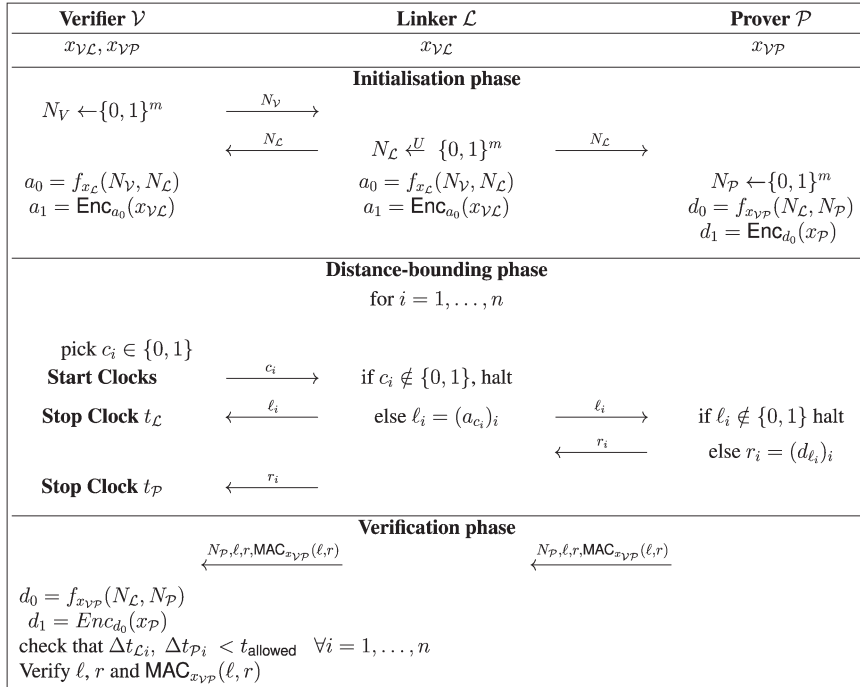 Verifier 𝒱 Linker ℒ Prover 𝒫
x_{𝒱ℒ}, x_{𝒱𝒫} x_{𝒱ℒ} x_{𝒱𝒫}
Initialisation phase
N_V ←{0, 1}^m N_𝒱
N_ℒ N_ℒ ←^U {0, 1}^m N_ℒ
a_0 = f_{x_ℒ}(N_𝒱, N_ℒ) a_0 = f_{x_ℒ}(N_𝒱, N_ℒ) N_𝒫 ←{0, 1}^m
a_1 = Enc_{a_0}(x_{𝒱ℒ}) a_1 = Enc_{a_0}(x_{𝒱ℒ}) d_0 = f_{x_{𝒱𝒫}}(N_ℒ, N_𝒫)
d_1 = Enc_{d_0}(x_𝒫)
Distance-bounding phase
for i = 1, . . . , n
pick c_i ∈ {0, 1}
Start Clocks c_i if c_i ∉ {0, 1}, halt
Stop Clock t_ℒ ℓ_i else ℓ_i = (a_{c_i})_i ℓ_i if ℓ_i ∉ {0, 1} halt
r_i else r_i = (d_{ℓ_i})_i
Stop Clock t_𝒫 r_i
Verification phase
N_𝒫,ℓ,r,MAC_{x_{𝒱𝒫}}(ℓ,r) N_𝒫,ℓ,r,MAC_{x_{𝒱𝒫}}(ℓ,r)
d_0 = f_{x_{𝒱𝒫}}(N_ℒ, N_𝒫)
d_1 = Enc_{d_0}(x_𝒫)
check that Δt_{ℒi}, Δt_{𝒫i} < t_allowed ∀i = 1, . . . , n
Verify ℓ, r and MAC_{x_{𝒱𝒫}}(ℓ, r)